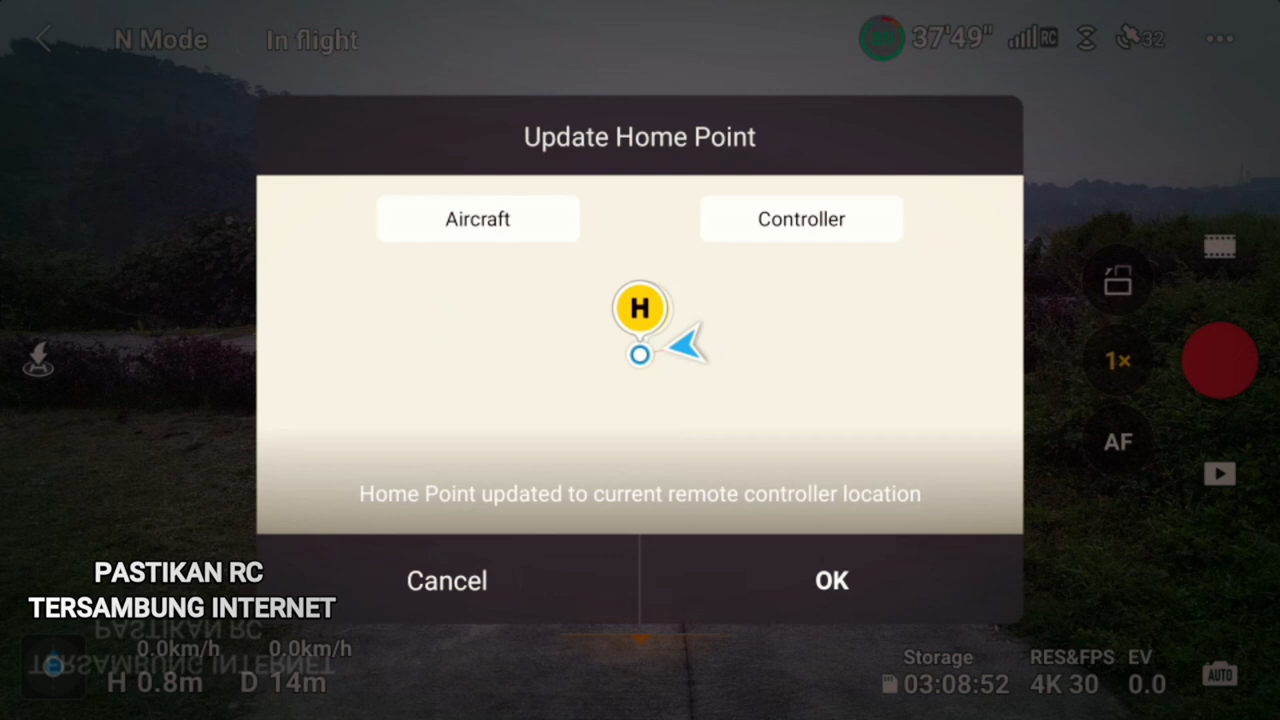 N Mode
In flight
37'49"
RC
32
Update Home Point
Aircraft
Controller
H
1×
AF
Home Point updated to current remote controller location
Cancel
OK
PASTIKAN RC
TERSAMBUNG INTERNET
0.0km/h 0.0km/h
H 0.8m D 14m
Storage
03:08:52
RES&FPS
4K 30
EV
0.0
AUTO